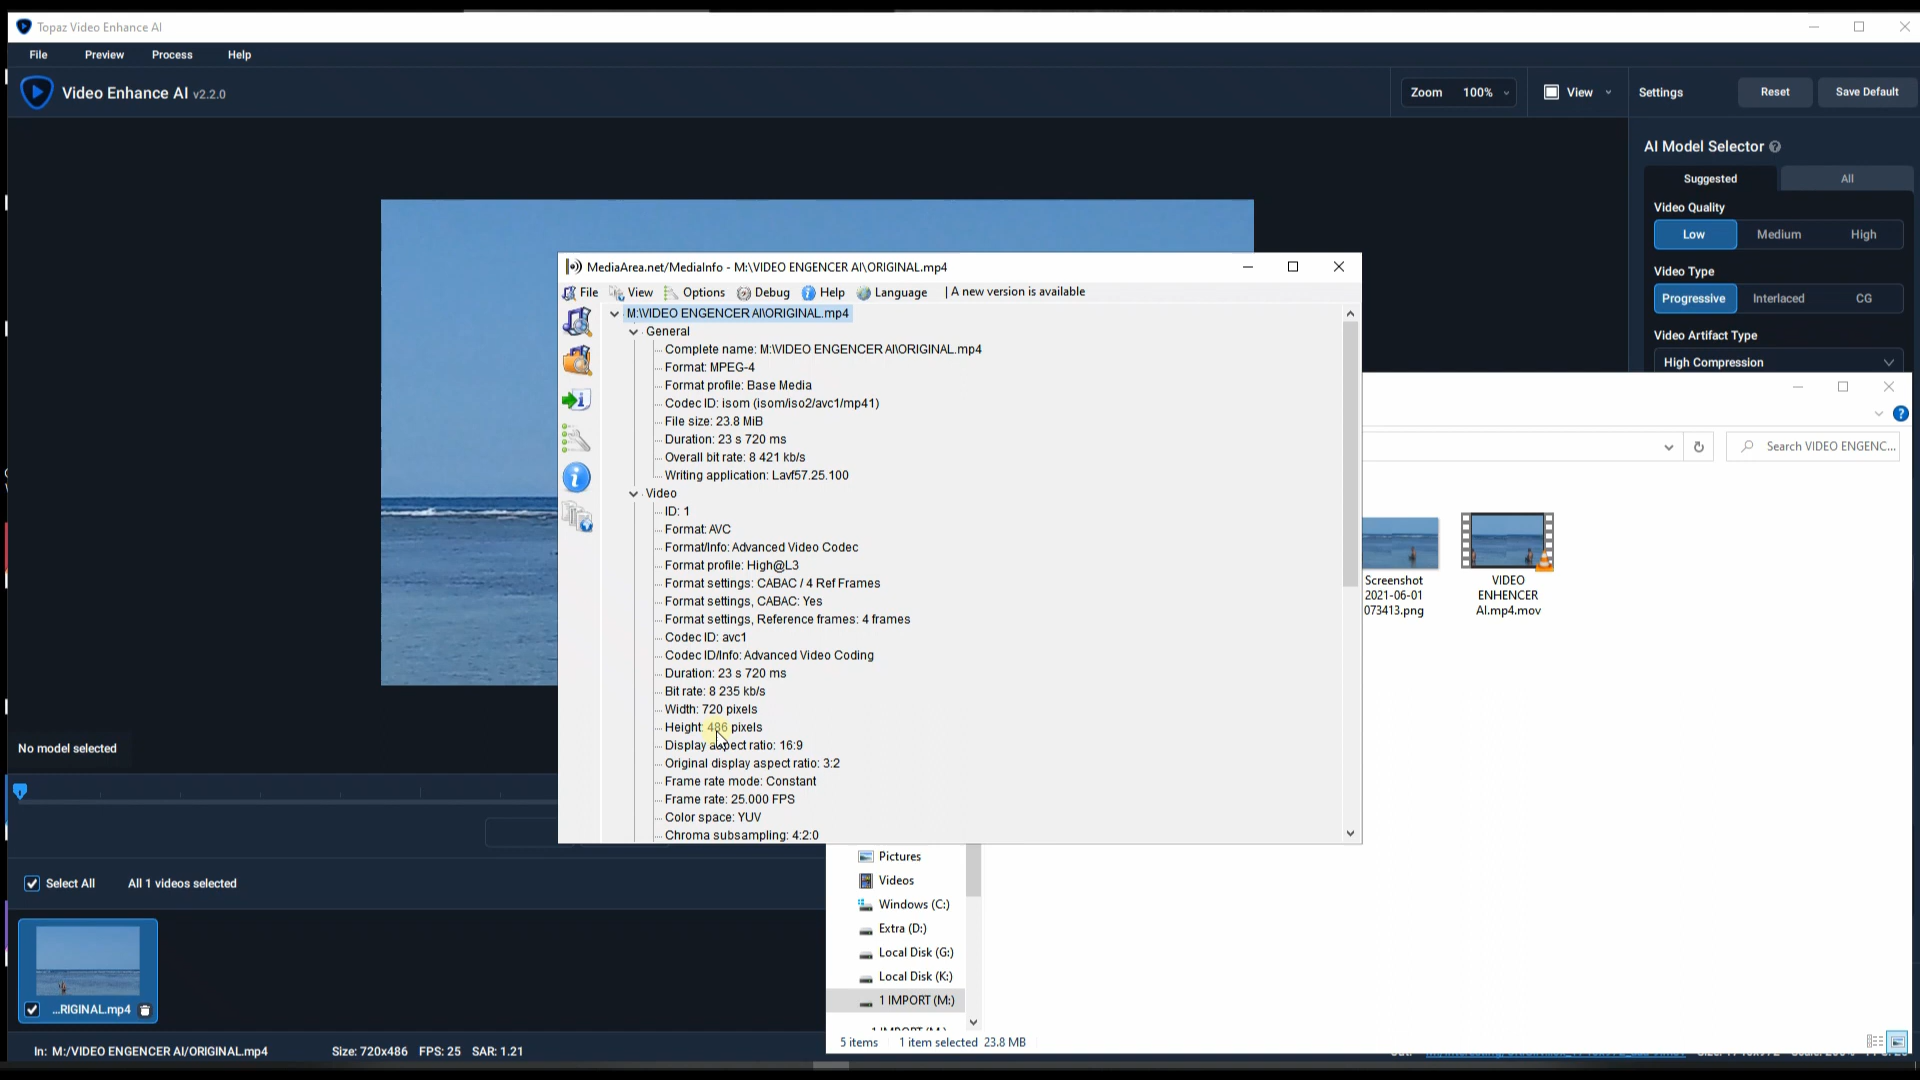 Topaz Video Enhance AI
File Preview Process Help
Video Enhance AI v2.2.0
Zoom 100% View Settings Reset Save Default
AI Model Selector
Suggested All
Video Quality
Low Medium High
Video Type
Progressive Interlaced CG
Video Artifact Type
High Compression
MediaArea.net/MediaInfo - M:\VIDEO ENGENCER AI\ORIGINAL.mp4
File View Options Debug Help Language | A new version is available
M:\VIDEO ENGENCER AI\ORIGINAL.mp4
General
Complete name: M:\VIDEO ENGENCER AI\ORIGINAL.mp4
Format: MPEG-4
Format profile: Base Media
Codec ID: isom (isom/iso2/avc1/mp41)
File size: 23.8 MiB
Duration: 23 s 720 ms
Overall bit rate: 8 421 kb/s
Writing application: Lavf57.25.100
Video
ID: 1
Format: AVC
Format/Info: Advanced Video Codec
Format profile: High@L3
Format settings: CABAC / 4 Ref Frames
Format settings, CABAC: Yes
Format settings, Reference frames: 4 frames
Codec ID: avc1
Codec ID/Info: Advanced Video Coding
Duration: 23 s 720 ms
Bit rate: 8 235 kb/s
Width: 720 pixels
Height: 486 pixels
Display aspect ratio: 16:9
Original display aspect ratio: 3:2
Frame rate mode: Constant
Frame rate: 25.000 FPS
Color space: YUV
Chroma subsampling: 4:2:0
Search VIDEO ENGENC...
Screenshot
2021-06-01
073413.png
VIDEO
ENHENCER
AI.mp4.mov
No model selected
Select All All 1 videos selected
...RIGINAL.mp4
Pictures
Videos
Windows (C:)
Extra (D:)
Local Disk (G:)
Local Disk (K:)
1 IMPORT (M:)
5 items 1 item selected 23.8 MB
In: M:/VIDEO ENGENCER AI/ORIGINAL.mp4 Size: 720x486 FPS: 25 SAR: 1.21